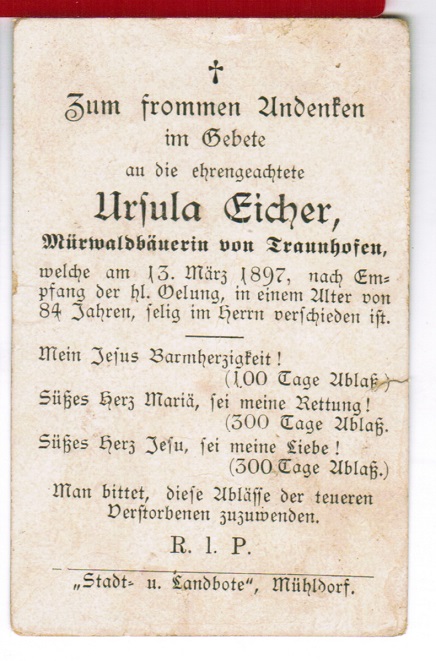 †
Zum frommen Andenken
im Gebete
an die ehrengeachtete
Ursula Eicher,
Mürwaldbäuerin von Traunhofen,
welche am 13. März 1897, nach Em-
pfang der hl. Oelung, in einem Alter von
84 Jahren, selig im Herrn verschieden ist.
Mein Jesus Barmherzigkeit!
(100 Tage Ablaß.)
Süßes Herz Mariä, sei meine Rettung!
(300 Tage Ablaß.
Süßes Herz Jesu, sei meine Liebe!
(300 Tage Ablaß.)
Man bittet, diese Ablässe der teueren
Verstorbenen zuzuwenden.
R. I. P.
„Stadt- u. Landbote“, Mühldorf.